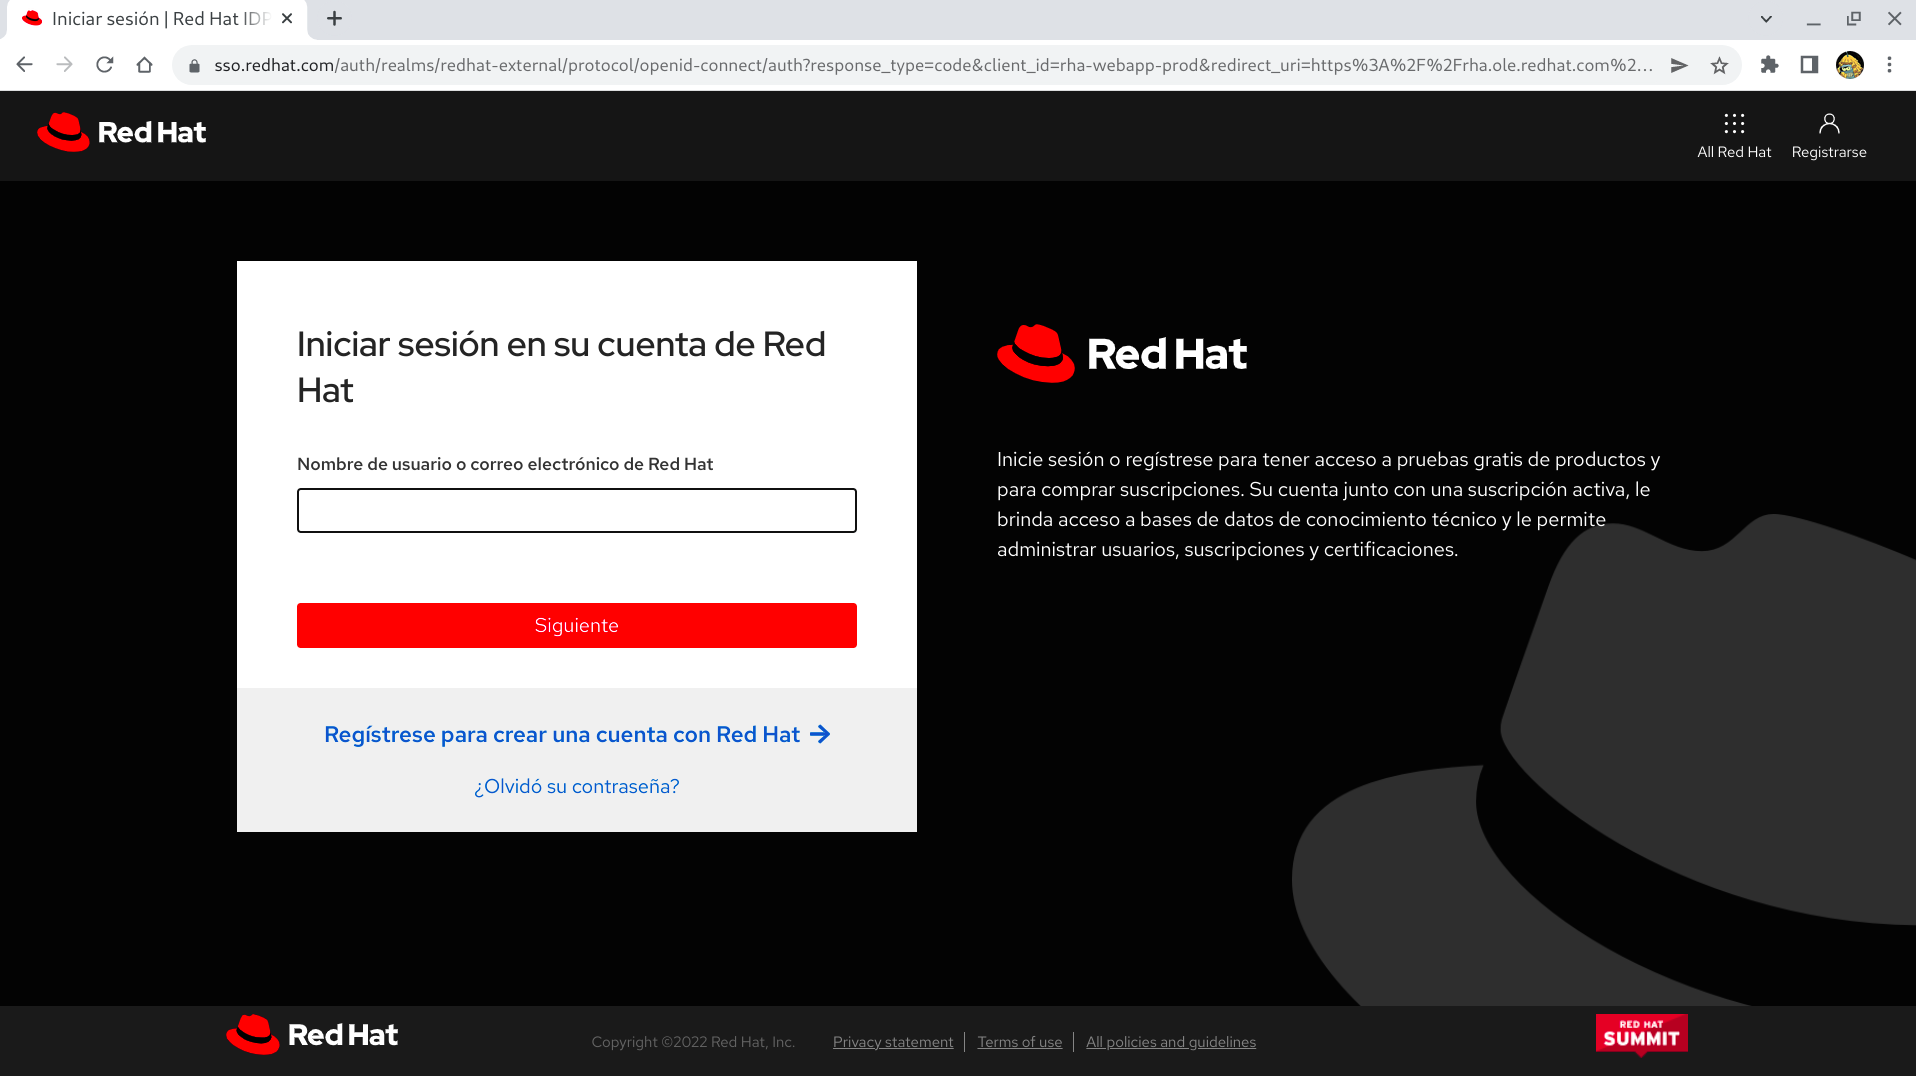 Iniciar sesión | Red Hat IDP
sso.redhat.com/auth/realms/redhat-external/protocol/openid-connect/auth?response_type=code&client_id=rha-webapp-prod&redirect_uri=https%3A%2F%2Frha.ole.redhat.com%2...
Red Hat
All Red Hat
Registrarse
Iniciar sesión en su cuenta de Red
Hat
Nombre de usuario o correo electrónico de Red Hat
Siguiente
Regístrese para crear una cuenta con Red Hat
¿Olvidó su contraseña?
Red Hat
Inicie sesión o regístrese para tener acceso a pruebas gratis de productos y
para comprar suscripciones. Su cuenta junto con una suscripción activa, le
brinda acceso a bases de datos de conocimiento técnico y le permite
administrar usuarios, suscripciones y certificaciones.
Red Hat
Copyright ©2022 Red Hat, Inc.
Privacy statement
Terms of use
All policies and guidelines
RED HAT
SUMMIT